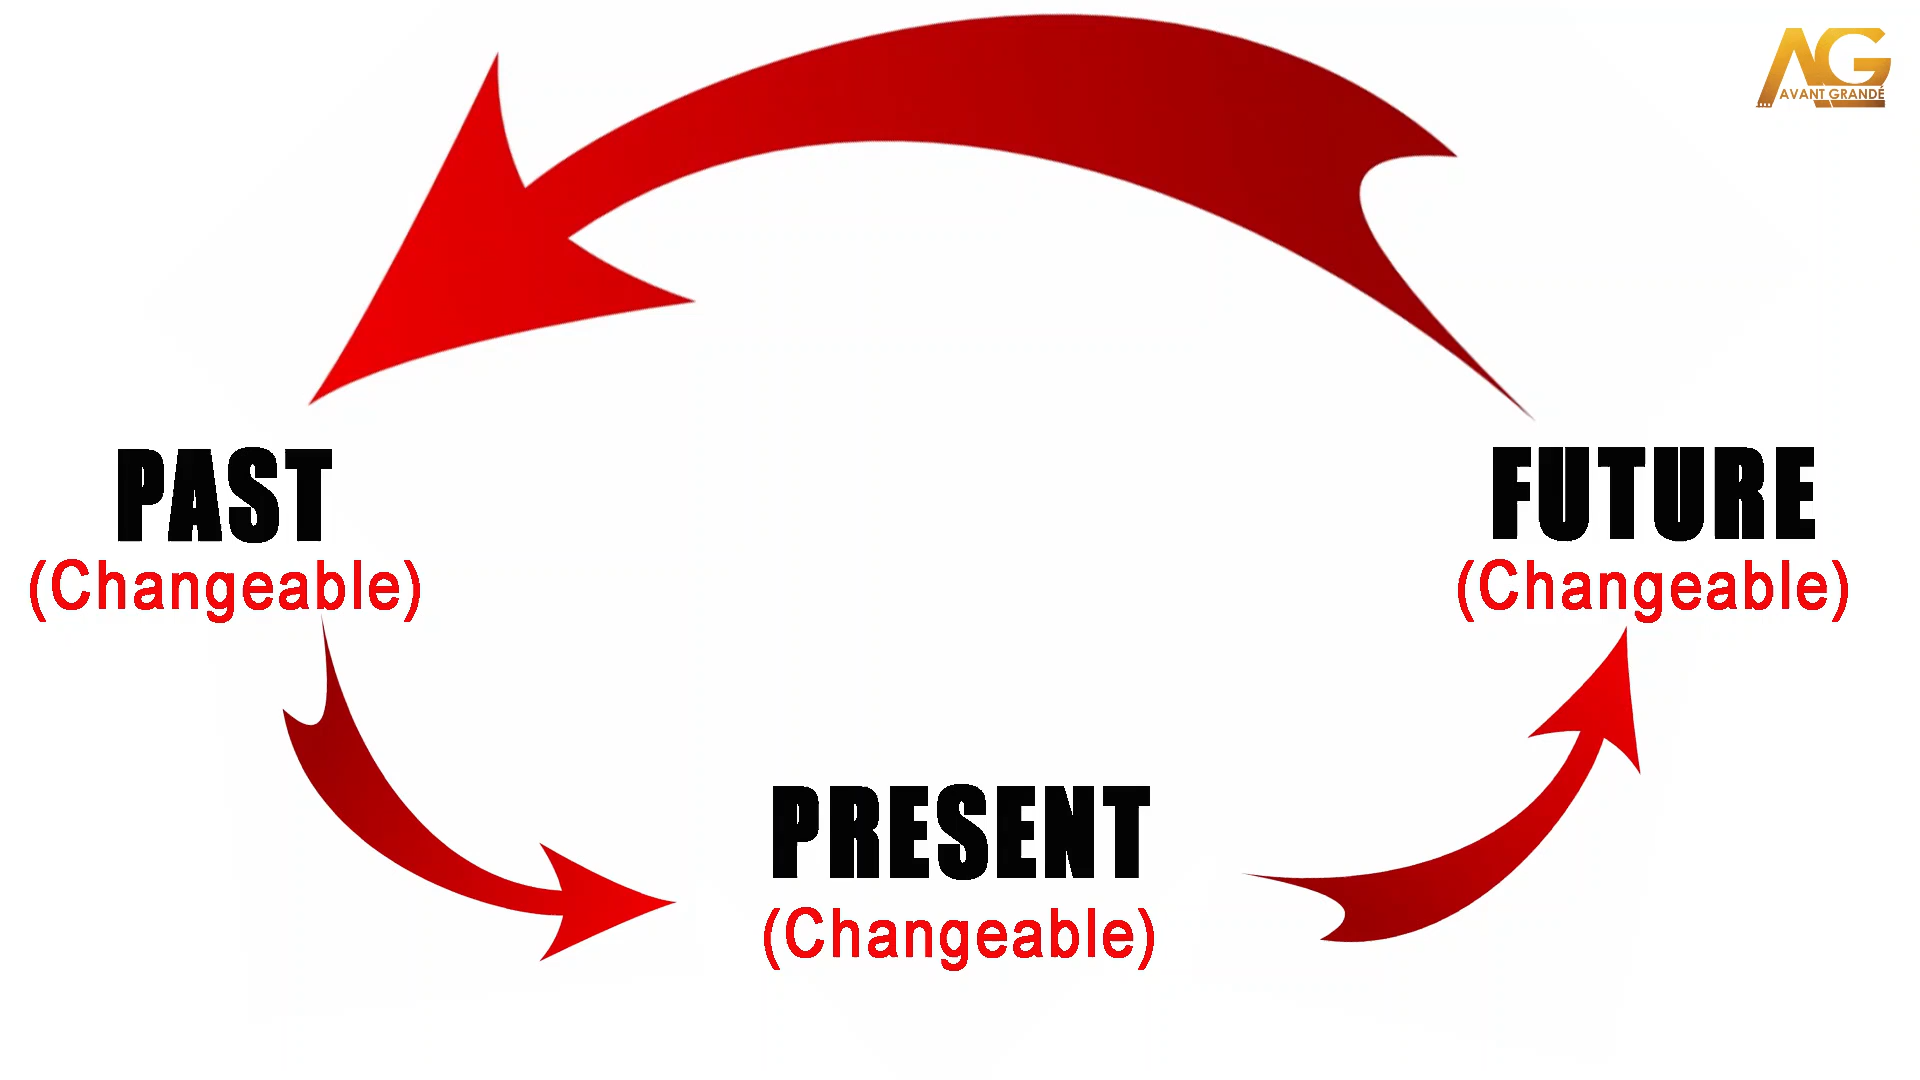 AG
AVANT GRANDÉ
PAST
(Changeable)
FUTURE
(Changeable)
PRESENT
(Changeable)